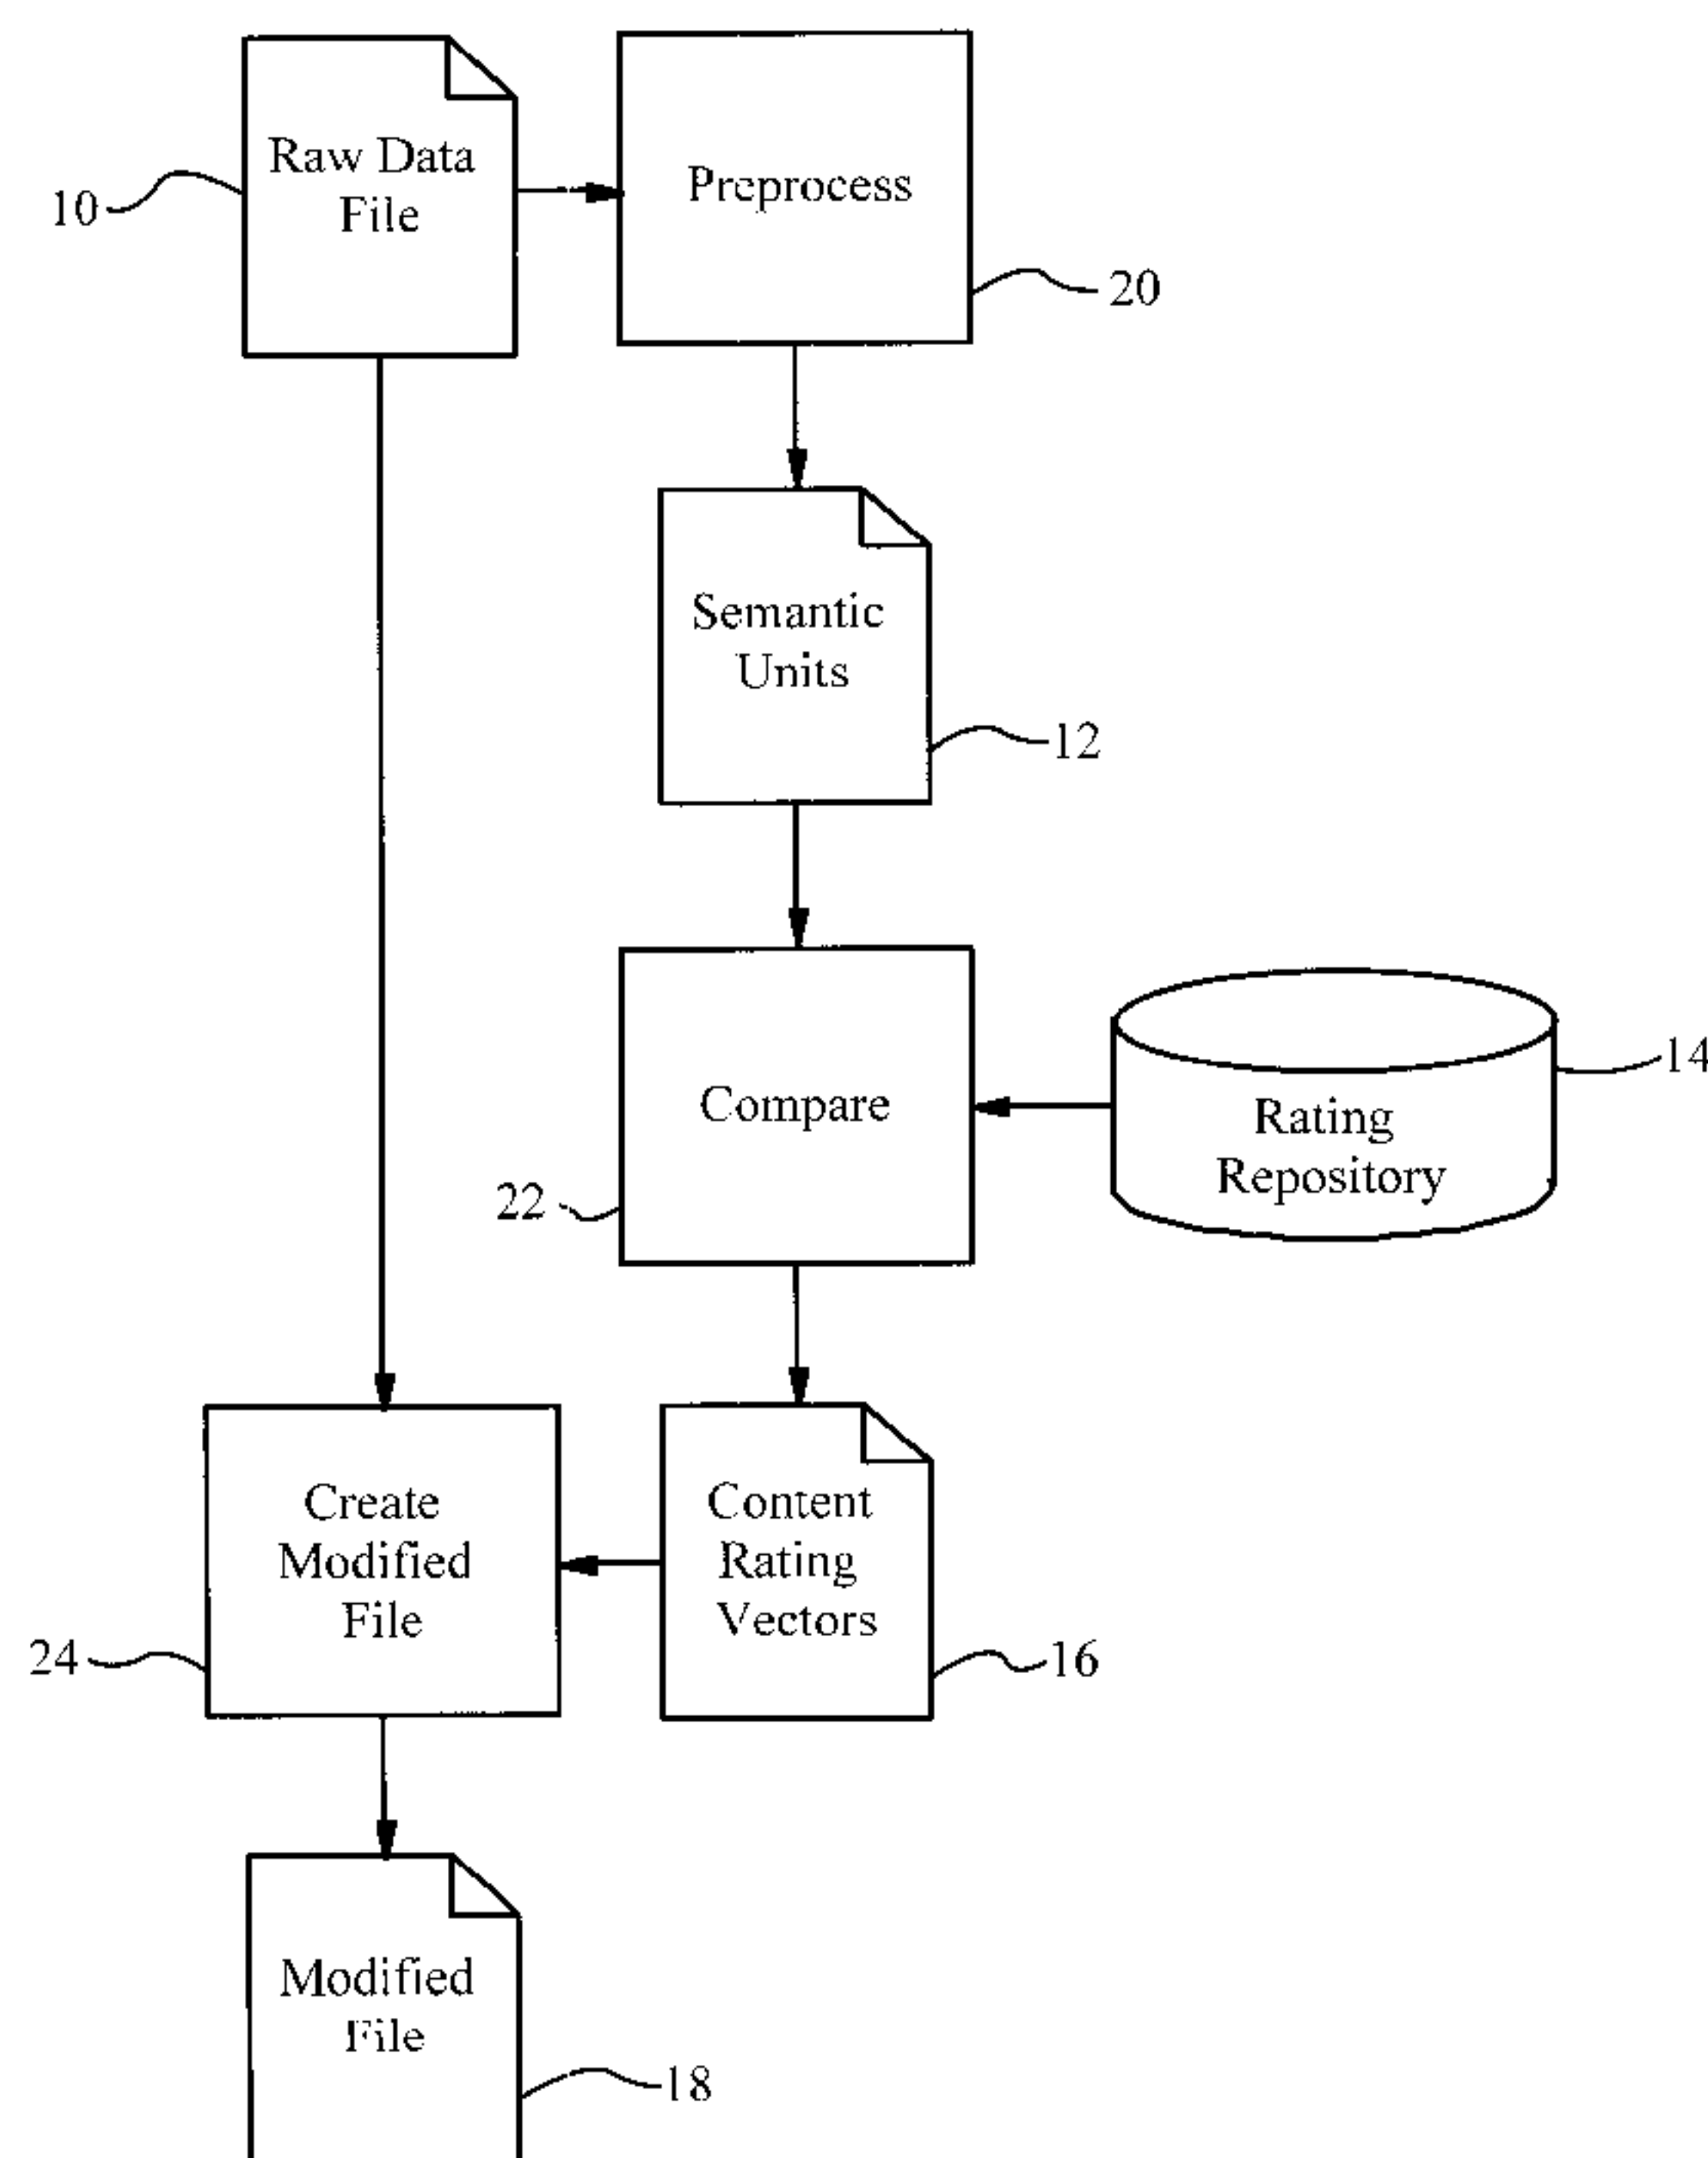 Raw Data
File
10
Preprocess
20
Semantic
Units
12
Compare
22
Rating
Repository
14
Create
Modified
File
24
Content
Rating
Vectors
16
Modified
File
18